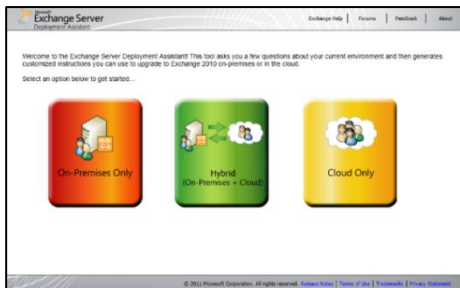 Microsoft
Exchange Server
Deployment Assistant
Exchange Help | Forums | Feedback | About
Welcome to the Exchange Server Deployment Assistant! This tool asks you a few questions about your current environment and then generates
customized instructions you can use to upgrade to Exchange 2010 on-premises or in the cloud.
Select an option below to get started...
On-Premises Only
Hybrid
(On-Premises + Cloud)
Cloud Only
© 2011 Microsoft Corporation. All rights reserved. Release Notes | Terms of Use | Trademarks | Privacy Statement